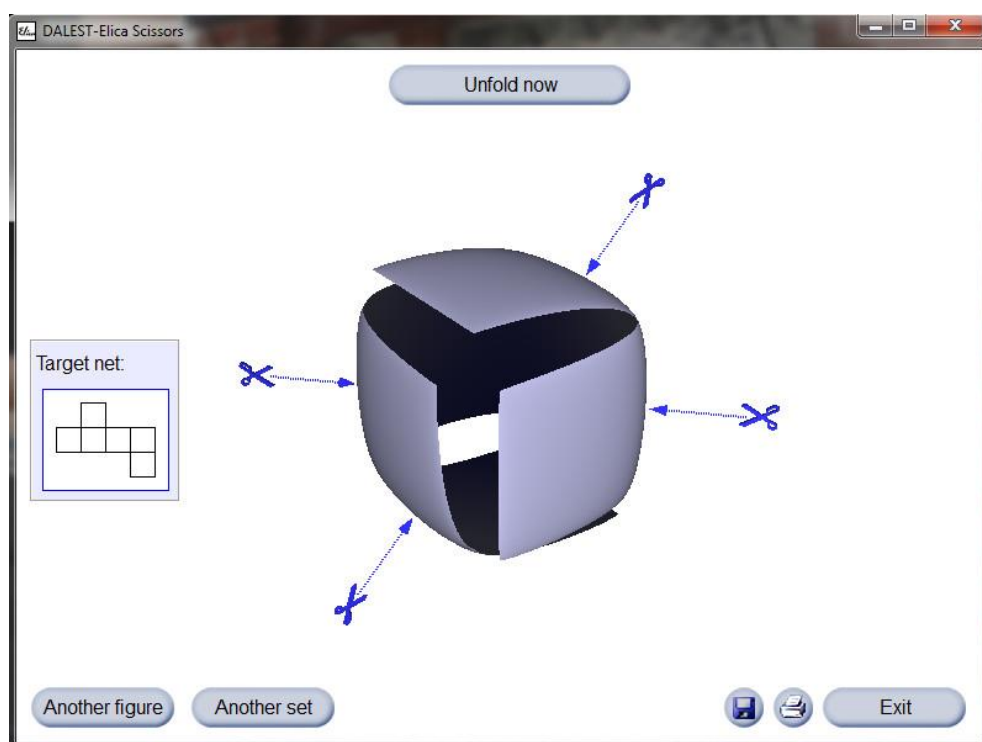 DALEST-Elica Scissors
Unfold now
Target net:
Another figure
Another set
Exit